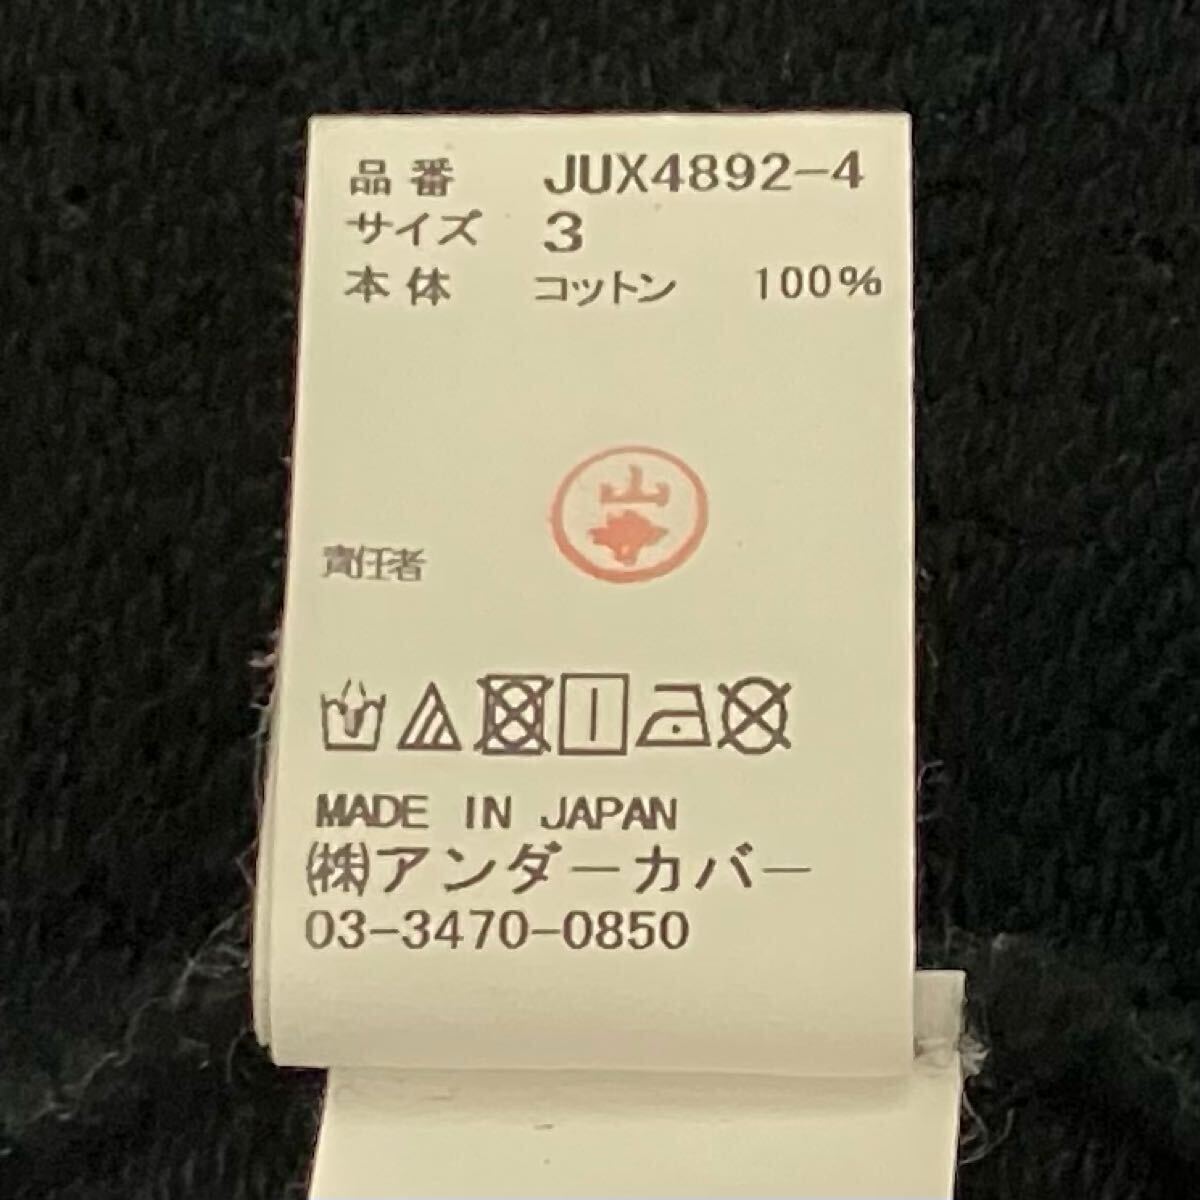 品番 JUX4892-4
サイズ 3
本体 コットン 100%
山
責任者
MADE IN JAPAN
㈱アンダーカバー
03-3470-0850